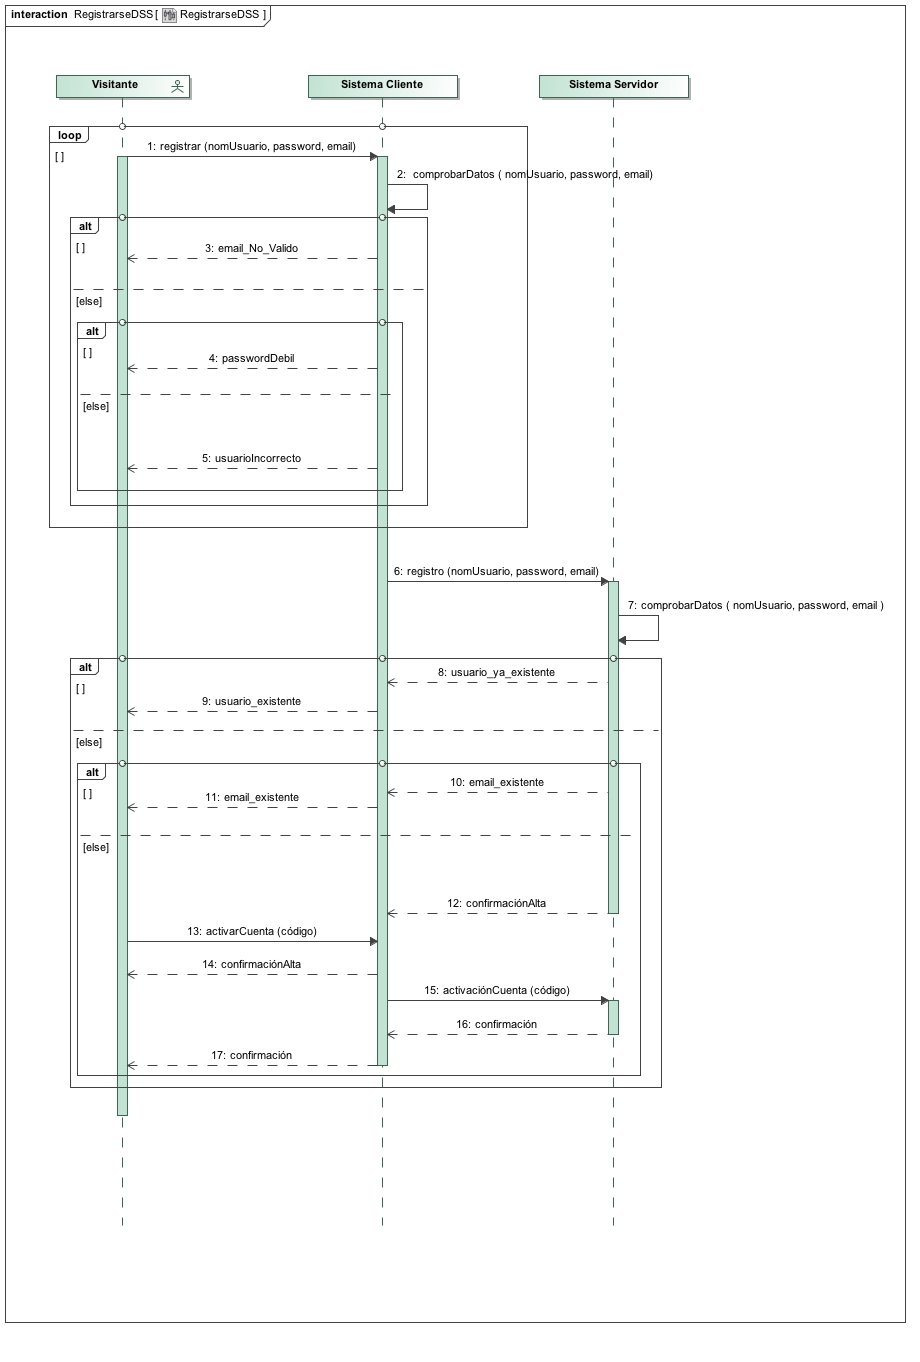 interaction RegistrarseDSS[ RegistrarseDSS ]
Visitante
Sistema Cliente
Sistema Servidor
loop
[ ]
1: registrar (nomUsuario, password, email)
2: comprobarDatos ( nomUsuario, password, email)
alt
[ ]
3: email_No_Valido
[else]
alt
[ ]
4: passwordDebil
[else]
5: usuarioIncorrecto
6: registro (nomUsuario, password, email)
7: comprobarDatos ( nomUsuario, password, email )
alt
[ ]
8: usuario_ya_existente
9: usuario_existente
[else]
alt
[ ]
10: email_existente
11: email_existente
[else]
12: confirmaciónAlta
13: activarCuenta (código)
14: confirmaciónAlta
15: activaciónCuenta (código)
16: confirmación
17: confirmación